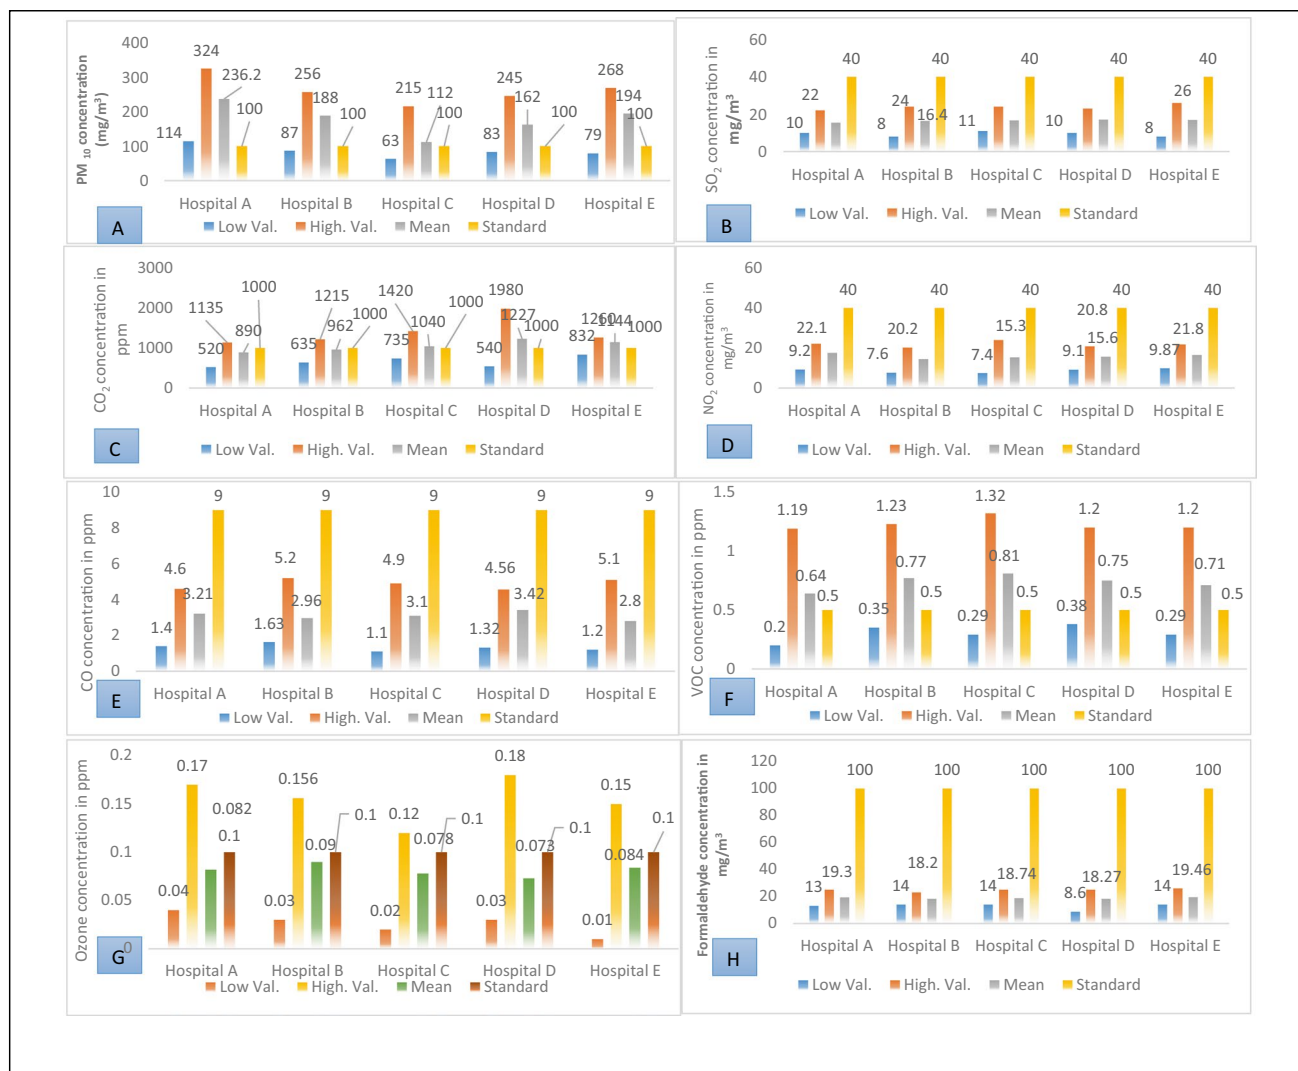 PM 10 concentration (mg/m³)
400
300
200
100
0
324
236.2
114
100
256
188
87
100
215
112
63
100
245
162
83
100
268
194
79
100
Hospital A Hospital B Hospital C Hospital D Hospital E
A
Low Val. High. Val. Mean Standard
SO₂ concentration in mg/m³
60
40
20
0
10 22 40
8 24 16.4 40
11 40
10 40
8 26 40
Hospital A Hospital B Hospital C Hospital D Hospital E
B
Low Val. High. Val. Mean Standard
CO₂ concentration in ppm
3000
2000
1000
0
520 1135 890 1000
635 1215 962 1000
735 1420 1040 1000
540 1980 1227 1000
832 1260 1144 1000
Hospital A Hospital B Hospital C Hospital D Hospital E
C
Low Val. High. Val. Mean Standard
NO₂ concentration in mg/m³
60
40
20
0
9.2 22.1 40
7.6 20.2 40
7.4 15.3 40
9.1 20.8 15.6 40
9.87 21.8 40
Hospital A Hospital B Hospital C Hospital D Hospital E
D
Low Val. High. Val. Mean Standard
CO concentration in ppm
10
8
6
4
2
0
1.4 4.6 3.21 9
1.63 5.2 2.96 9
1.1 4.9 3.1 9
1.32 4.56 3.42 9
1.2 5.1 2.8 9
Hospital A Hospital B Hospital C Hospital D Hospital E
E
Low Val. High. Val. Mean Standard
VOC concentration in ppm
1.5
1
0.5
0
0.2 1.19 0.64 0.5
0.35 1.23 0.77 0.5
0.29 1.32 0.81 0.5
0.38 1.2 0.75 0.5
0.29 1.2 0.71 0.5
Hospital A Hospital B Hospital C Hospital D Hospital E
F
Low Val. High. Val. Mean Standard
Ozone concentration in ppm
0.2
0.15
0.1
0.05
0
0.04 0.17 0.082 0.1
0.03 0.156 0.09 0.1
0.02 0.12 0.078 0.1
0.03 0.18 0.073 0.1
0.01 0.15 0.084 0.1
Hospital A Hospital B Hospital C Hospital D Hospital E
G
Low Val. High. Val. Mean Standard
Formaldehyde concentration in mg/m³
120
100
80
60
40
20
0
13 19.3 100
14 18.2 100
14 18.74 100
8.6 18.27 100
14 19.46 100
Hospital A Hospital B Hospital C Hospital D Hospital E
H
Low Val. High. Val. Mean Standard